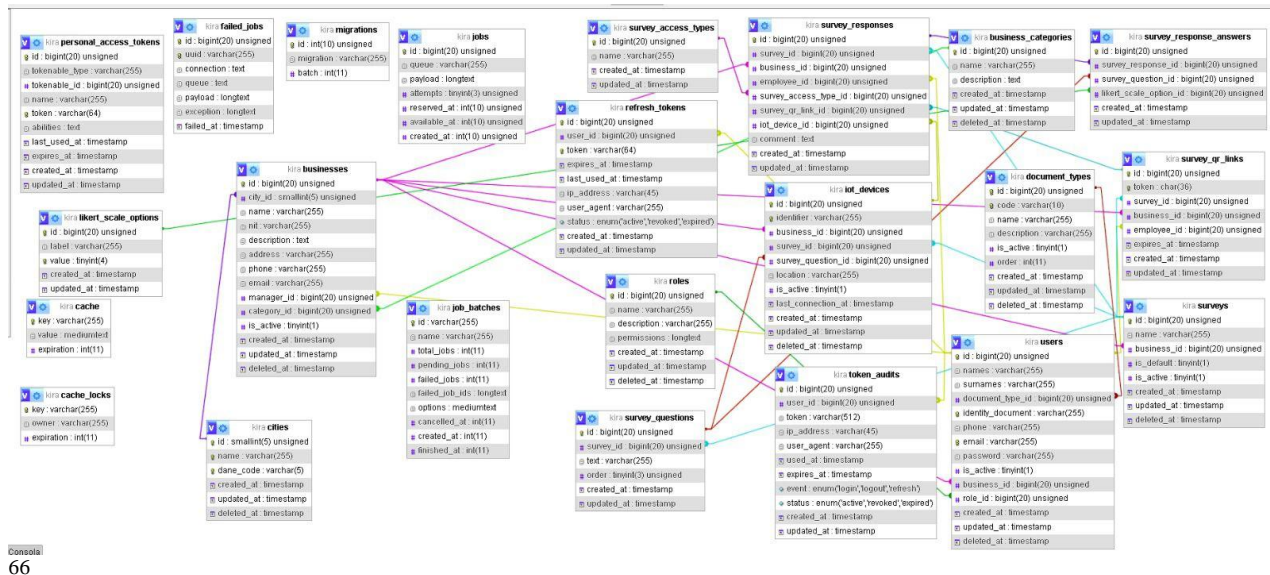 kira personal_access_tokens
id : bigint(20) unsigned
tokenable_type : varchar(255)
tokenable_id : bigint(20) unsigned
name : varchar(255)
token : varchar(64)
abilities : text
last_used_at : timestamp
expires_at : timestamp
created_at : timestamp
updated_at : timestamp
kira failed_jobs
id : bigint(20) unsigned
uuid : varchar(255)
connection : text
queue : text
payload : longtext
exception : longtext
failed_at : timestamp
kira migrations
id : int(10) unsigned
migration : varchar(255)
batch : int(11)
kira jobs
id : bigint(20) unsigned
queue : varchar(255)
payload : longtext
attempts : tinyint(3) unsigned
reserved_at : int(10) unsigned
available_at : int(10) unsigned
created_at : int(10) unsigned
kira survey_access_types
id : bigint(20) unsigned
name : varchar(255)
created_at : timestamp
updated_at : timestamp
kira survey_responses
id : bigint(20) unsigned
survey_id : bigint(20) unsigned
business_id : bigint(20) unsigned
employee_id : bigint(20) unsigned
survey_access_type_id : bigint(20) unsigned
survey_qr_link_id : bigint(20) unsigned
iot_device_id : bigint(20) unsigned
comment : text
created_at : timestamp
updated_at : timestamp
kira business_categories
id : bigint(20) unsigned
name : varchar(255)
description : text
created_at : timestamp
updated_at : timestamp
deleted_at : timestamp
kira survey_response_answers
survey_response_id : bigint(20) unsigned
survey_question_id : bigint(20) unsigned
likert_scale_option_id : bigint(20) unsigned
created_at : timestamp
updated_at : timestamp
kira refresh_tokens
id : bigint(20) unsigned
user_id : bigint(20) unsigned
token : varchar(64)
expires_at : timestamp
last_used_at : timestamp
ip_address : varchar(45)
user_agent : varchar(255)
status : enum('active','revoked','expired')
created_at : timestamp
updated_at : timestamp
kira businesses
id : bigint(20) unsigned
city_id : smallint(5) unsigned
name : varchar(255)
nit : varchar(255)
description : text
address : varchar(255)
phone : varchar(255)
email : varchar(255)
manager_id : bigint(20) unsigned
category_id : bigint(20) unsigned
is_active : tinyint(1)
created_at : timestamp
updated_at : timestamp
deleted_at : timestamp
kira likert_scale_options
id : bigint(20) unsigned
label : varchar(255)
value : tinyint(4)
created_at : timestamp
updated_at : timestamp
kira iot_devices
id : bigint(20) unsigned
identifier : varchar(255)
business_id : bigint(20) unsigned
survey_id : bigint(20) unsigned
survey_question_id : bigint(20) unsigned
location : varchar(255)
is_active : tinyint(1)
last_connection_at : timestamp
created_at : timestamp
updated_at : timestamp
deleted_at : timestamp
kira document_types
id : bigint(20) unsigned
code : varchar(10)
name : varchar(255)
description : varchar(255)
is_active : tinyint(1)
order : int(11)
created_at : timestamp
updated_at : timestamp
deleted_at : timestamp
kira survey_qr_links
id : bigint(20) unsigned
token : char(36)
survey_id : bigint(20) unsigned
business_id : bigint(20) unsigned
employee_id : bigint(20) unsigned
expires_at : timestamp
created_at : timestamp
updated_at : timestamp
kira cache
key : varchar(255)
value : mediumtext
expiration : int(11)
kira job_batches
id : varchar(255)
name : varchar(255)
total_jobs : int(11)
pending_jobs : int(11)
failed_jobs : int(11)
failed_job_ids : longtext
options : mediumtext
cancelled_at : int(11)
created_at : int(11)
finished_at : int(11)
kira roles
id : bigint(20) unsigned
name : varchar(255)
description : varchar(255)
permissions : longtext
created_at : timestamp
updated_at : timestamp
deleted_at : timestamp
kira surveys
id : bigint(20) unsigned
name : varchar(255)
business_id : bigint(20) unsigned
is_default : tinyint(1)
is_active : tinyint(1)
created_at : timestamp
updated_at : timestamp
deleted_at : timestamp
kira users
id : bigint(20) unsigned
names : varchar(255)
surnames : varchar(255)
document_type_id : bigint(20) unsigned
identity_document : varchar(255)
phone : varchar(255)
email : varchar(255)
password : varchar(255)
is_active : tinyint(1)
business_id : bigint(20) unsigned
role_id : bigint(20) unsigned
created_at : timestamp
updated_at : timestamp
deleted_at : timestamp
kira token_audits
id : bigint(20) unsigned
user_id : bigint(20) unsigned
token : varchar(512)
ip_address : varchar(45)
user_agent : varchar(255)
used_at : timestamp
expires_at : timestamp
event : enum('login','logout','refresh')
status : enum('active','revoked','expired')
created_at : timestamp
updated_at : timestamp
kira cache_locks
key : varchar(255)
owner : varchar(255)
expiration : int(11)
kira cities
id : smallint(5) unsigned
name : varchar(255)
dane_code : varchar(5)
created_at : timestamp
updated_at : timestamp
deleted_at : timestamp
kira survey_questions
id : bigint(20) unsigned
survey_id : bigint(20) unsigned
text : varchar(255)
order : tinyint(3) unsigned
created_at : timestamp
updated_at : timestamp
Consola
66